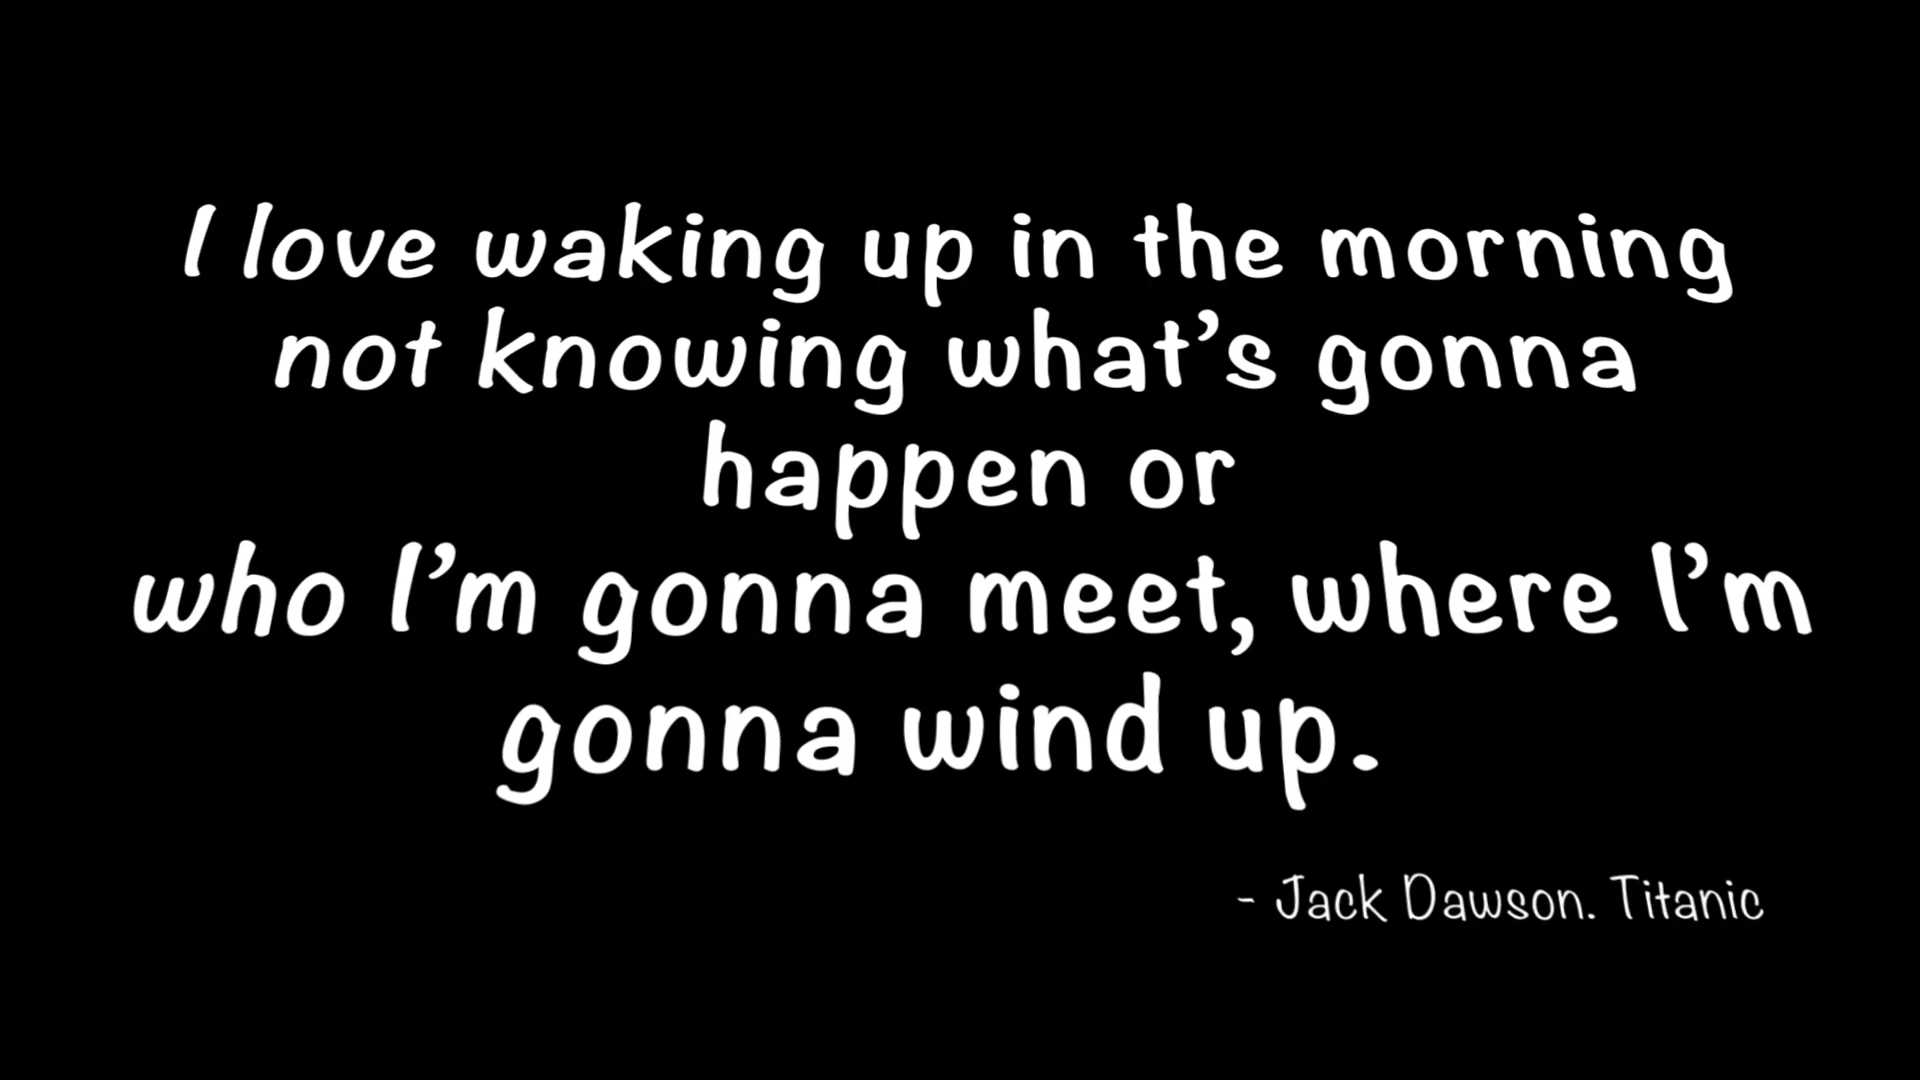 I love waking up in the morning
not knowing what’s gonna
happen or
who I’m gonna meet, where I’m
gonna wind up.
- Jack Dawson. Titanic